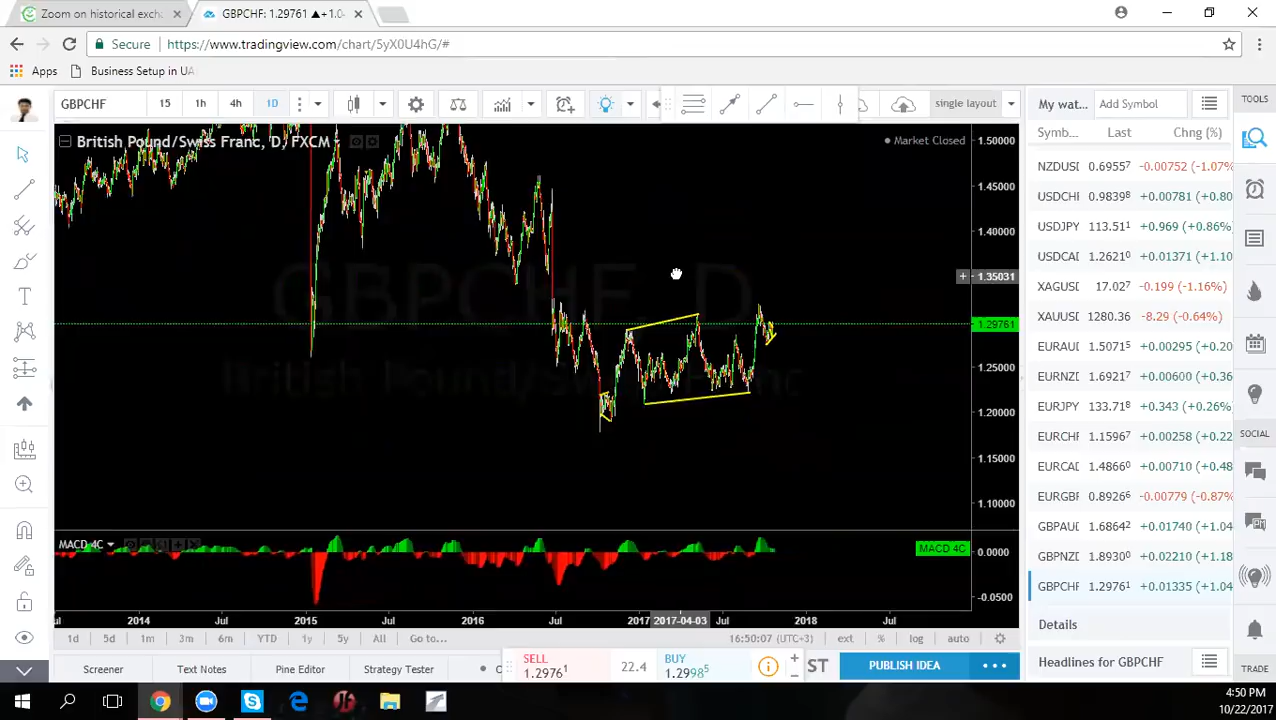 Zoom on historical exch
GBPCHF: 1.29761 ▲+1.0
Secure | https://www.tradingview.com/chart/5yX0U4hG/#
Apps Business Setup in UA
GBPCHF 15 1h 4h 1D single layout
British Pound/Swiss Franc, D, FXCM
Market Closed
GBPCHF, D
British Pound/Swiss Franc
1.50000
1.45000
1.40000
1.35031
1.29761
1.25000
1.20000
1.15000
1.10000
MACD 4C
MACD 4C
0.0000
-0.0500
2014 Jul 2015 Jul 2016 Jul 2017 2017-04-03 Jul 2018 Jul
1d 5d 1m 3m 6m YTD 1y 5y All Go to... 16:50:07 (UTC+3) ext % log auto
Screener Text Notes Pine Editor Strategy Tester
SELL
1.29761
22.4
BUY
1.29985
ST
PUBLISH IDEA
My wat Add Symbol
Symb... Last Chng (%)
NZDUSD 0.69557 -0.00752 (-1.07%
USDCH 0.98398 +0.00781 (+0.80
USDJPY 113.511 +0.969 (+0.86%
USDCA 1.26210 +0.01371 (+1.10
XAGUSI 17.027 -0.199 (-1.16%)
XAUUSI 1280.36 -8.29 (-0.64%)
EURAUI 1.50715 +0.00295 (+0.20
EURNZI 1.69217 +0.00600 (+0.36
EURJPY 133.718 +0.343 (+0.26%
EURCHI 1.15967 +0.00258 (+0.22
EURCAI 1.48660 +0.00710 (+0.48
EURGBI 0.89266 -0.00779 (-0.87%
GBPAUI 1.68642 +0.01740 (+1.04
GBPNZI 1.89300 +0.02210 (+1.18
GBPCHF 1.29761 +0.01335 (+1.04
Details
Headlines for GBPCHF
TOOLS
SOCIAL
TRADE
4:50 PM
10/22/2017